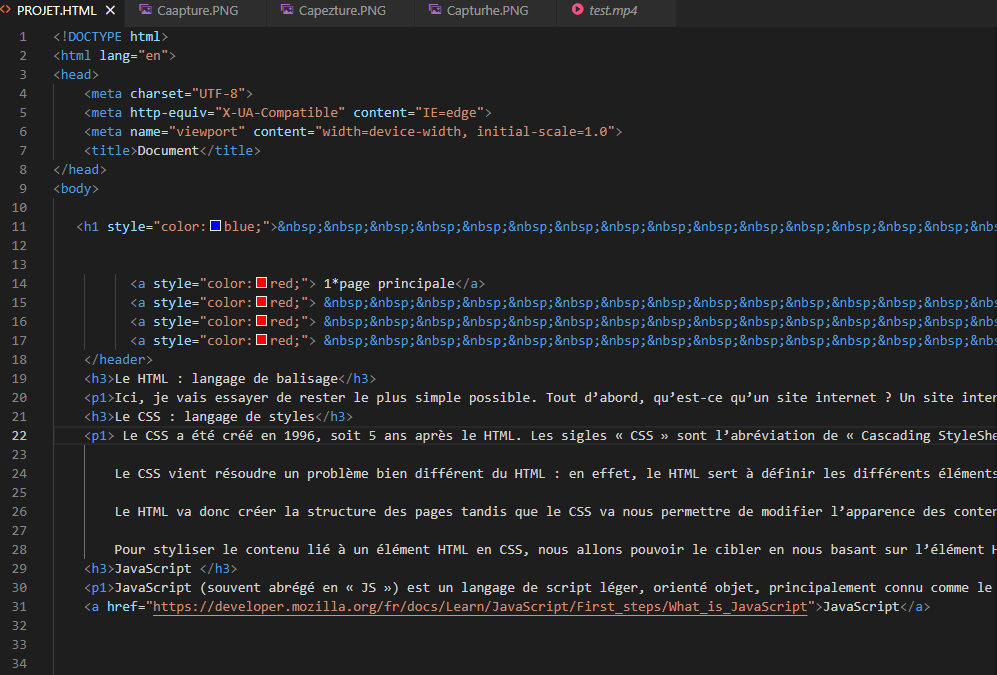 PROJET.HTML
Caapture.PNG
Capezture.PNG
Capturhe.PNG
test.mp4
1 <!DOCTYPE html>
2 <html lang="en">
3 <head>
4 <meta charset="UTF-8">
5 <meta http-equiv="X-UA-Compatible" content="IE=edge">
6 <meta name="viewport" content="width=device-width, initial-scale=1.0">
7 <title>Document</title>
8 </head>
9 <body>
10
11 <h1 style="color:blue;">&nbsp;&nbsp;&nbsp;&nbsp;&nbsp;&nbsp;&nbsp;&nbsp;&nbsp;&nbsp;&nbsp;&nbsp;&nbsp;&nbsp;&nbsp;&nbs
12
13
14 <a style="color:red;"> 1*page principale</a>
15 <a style="color:red;"> &nbsp;&nbsp;&nbsp;&nbsp;&nbsp;&nbsp;&nbsp;&nbsp;&nbsp;&nbsp;&nbsp;&nbsp;&nbsp;&nbsp;&nbs
16 <a style="color:red;"> &nbsp;&nbsp;&nbsp;&nbsp;&nbsp;&nbsp;&nbsp;&nbsp;&nbsp;&nbsp;&nbsp;&nbsp;&nbsp;&nbsp;&nbs
17 <a style="color:red;"> &nbsp;&nbsp;&nbsp;&nbsp;&nbsp;&nbsp;&nbsp;&nbsp;&nbsp;&nbsp;&nbsp;&nbsp;&nbsp;&nbsp;&nbs
18 </header>
19 <h3>Le HTML : langage de balisage</h3>
20 <p1>Ici, je vais essayer de rester le plus simple possible. Tout d’abord, qu’est-ce qu’un site internet ? Un site inter
21 <h3>Le CSS : langage de styles</h3>
22 <p1> Le CSS a été créé en 1996, soit 5 ans après le HTML. Les sigles « CSS » sont l’abréviation de « Cascading StyleShe
23
24 Le CSS vient résoudre un problème bien différent du HTML : en effet, le HTML sert à définir les différents éléments
25
26 Le HTML va donc créer la structure des pages tandis que le CSS va nous permettre de modifier l’apparence des conten
27
28 Pour styliser le contenu lié à un élément HTML en CSS, nous allons pouvoir le cibler en nous basant sur l’élément H
29 <h3>JavaScript </h3>
30 <p1>JavaScript (souvent abrégé en « JS ») est un langage de script léger, orienté objet, principalement connu comme le
31 <a href="https://developer.mozilla.org/fr/docs/Learn/JavaScript/First_steps/What_is_JavaScript">JavaScript</a>
32
33
34